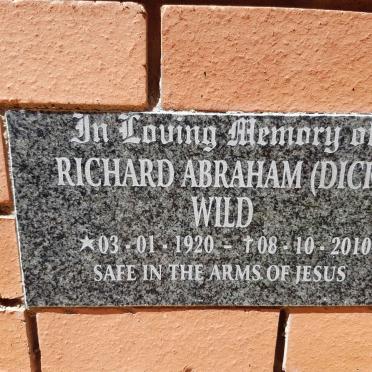 In Loving Memory of
RICHARD ABRAHAM (DICK
WILD
★03 - 01 - 1920 - †08 - 10 - 2010
SAFE IN THE ARMS OF JESUS